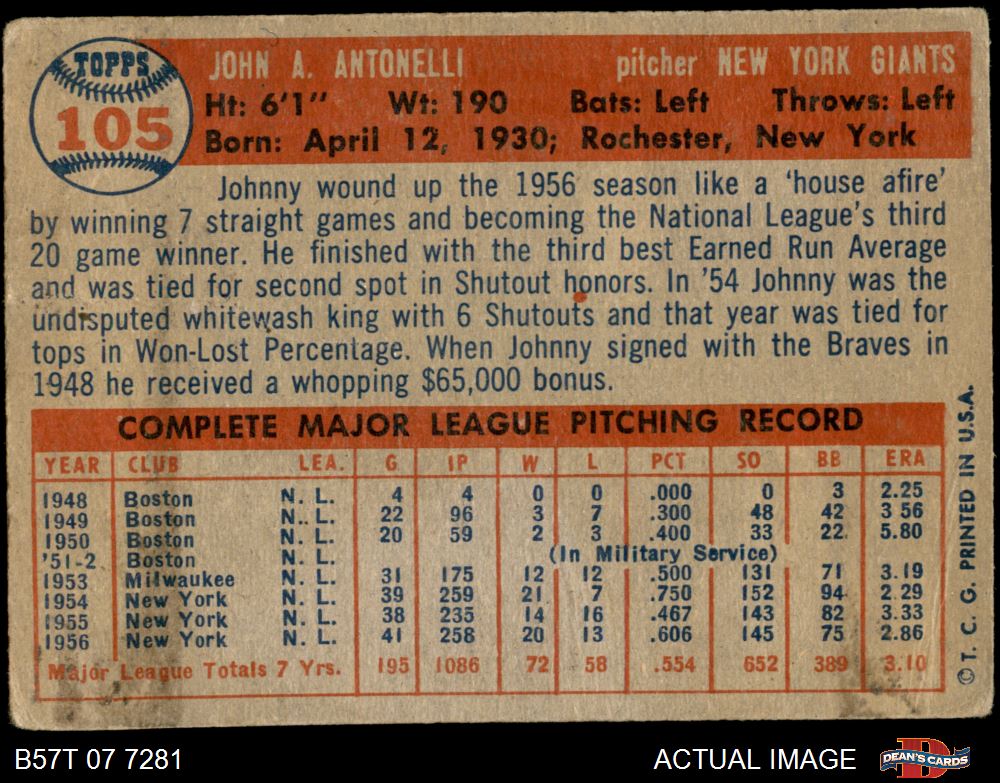 TOPPS
105
JOHN A. ANTONELLI pitcher NEW YORK GIANTS
Ht: 6'1" Wt: 190 Bats: Left Throws: Left
Born: April 12, 1930; Rochester, New York
Johnny wound up the 1956 season like a 'house afire'
by winning 7 straight games and becoming the National League's third
20 game winner. He finished with the third best Earned Run Average
and was tied for second spot in Shutout honors. In '54 Johnny was the
undisputed whitewash king with 6 Shutouts and that year was tied for
tops in Won-Lost Percentage. When Johnny signed with the Braves in
1948 he received a whopping $65,000 bonus.
COMPLETE MAJOR LEAGUE PITCHING RECORD
YEAR CLUB LEA. G IP W L PCT SO BB ERA
1948 Boston N. L. 4 4 0 0 .000 0 3 2.25
1949 Boston N. L. 22 96 3 7 .300 48 42 3 56
1950 Boston N. L. 20 59 2 3 .400 33 22 5.80
'51-2 Boston N. L. (In Military Service)
1953 Milwaukee N. L. 31 175 12 12 .500 131 71 3.19
1954 New York N. L. 39 259 21 7 .750 152 94 2.29
1955 New York N. L. 38 235 14 16 .467 143 82 3.33
1956 New York N. L. 41 258 20 13 .606 145 75 2.86
Major League Totals 7 Yrs. 195 1086 72 58 .554 652 389 3.10
© T. C. G. PRINTED IN U.S.A.
B57T 07 7281 ACTUAL IMAGE DEAN'S CARDS